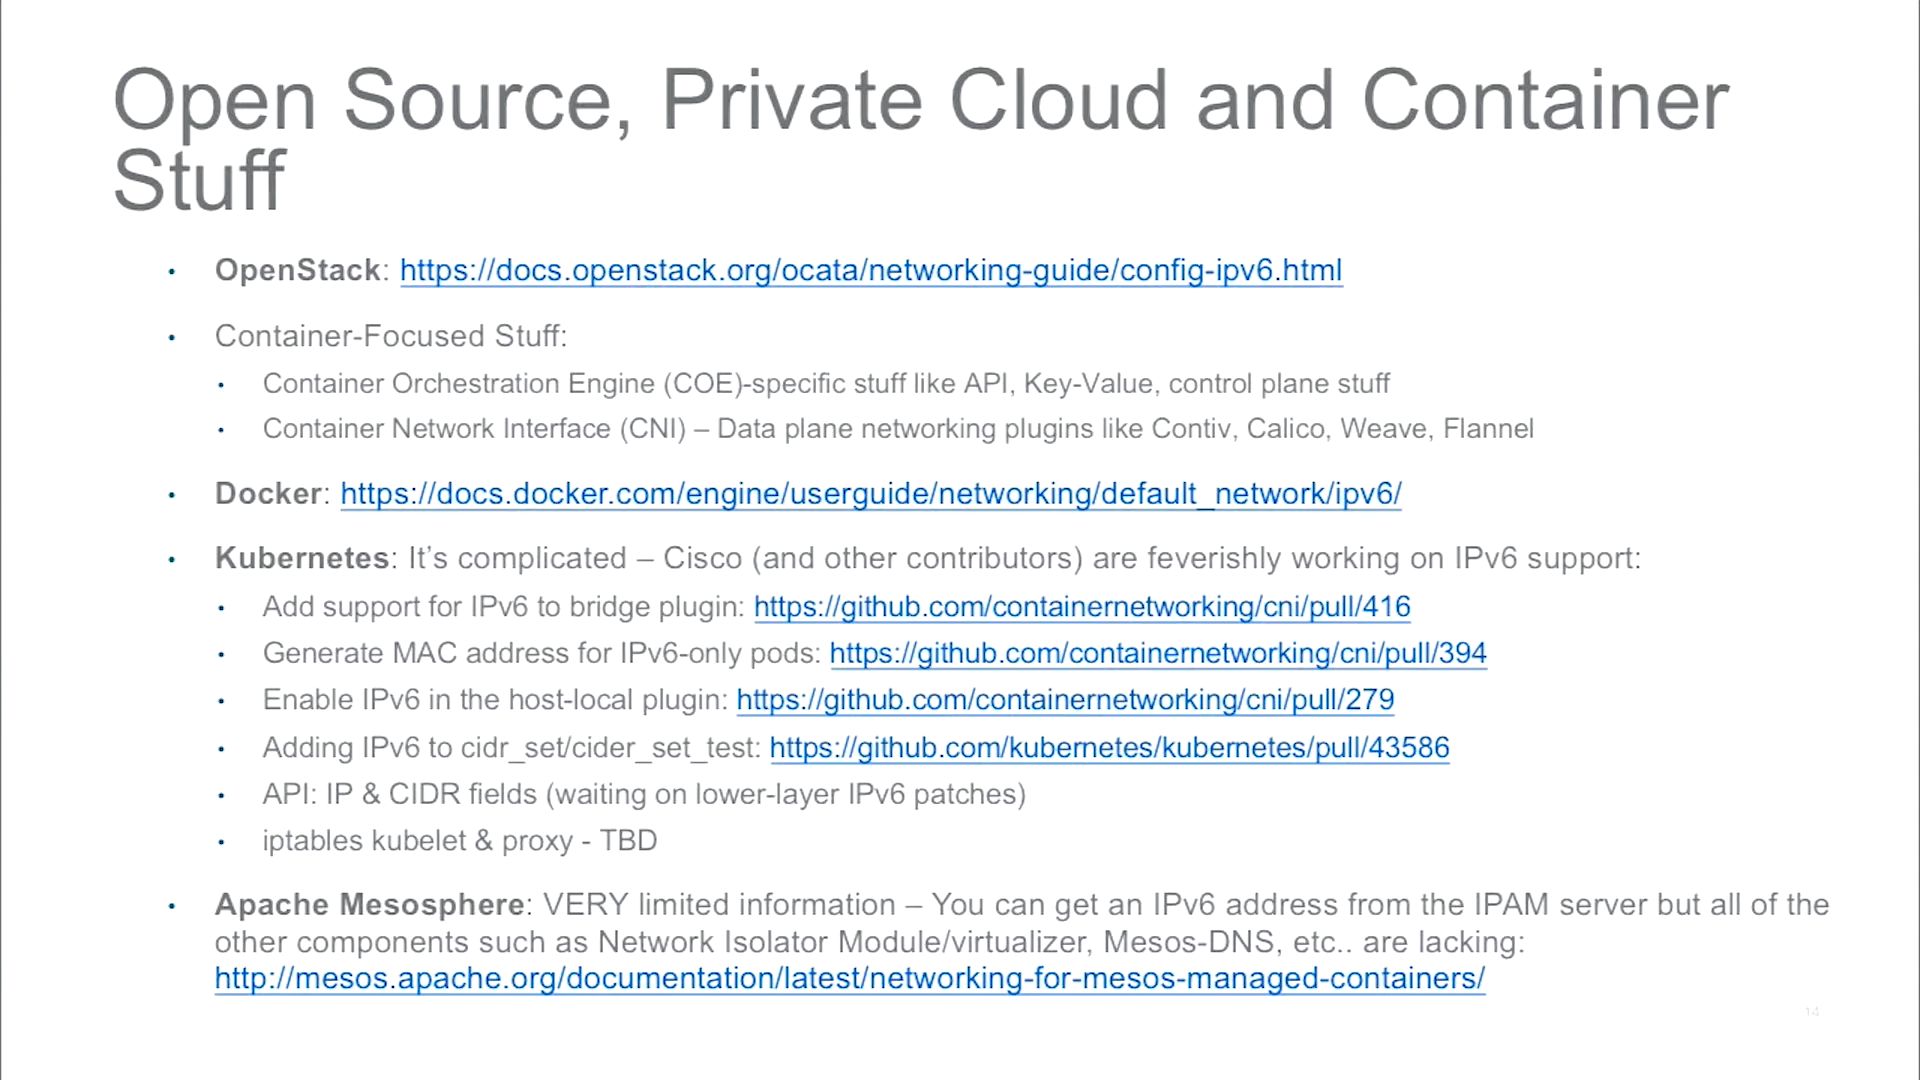 Open Source, Private Cloud and Container
Stuff
• OpenStack: https://docs.openstack.org/ocata/networking-guide/config-ipv6.html
• Container-Focused Stuff:
• Container Orchestration Engine (COE)-specific stuff like API, Key-Value, control plane stuff
• Container Network Interface (CNI) – Data plane networking plugins like Contiv, Calico, Weave, Flannel
• Docker: https://docs.docker.com/engine/userguide/networking/default_network/ipv6/
• Kubernetes: It’s complicated – Cisco (and other contributors) are feverishly working on IPv6 support:
• Add support for IPv6 to bridge plugin: https://github.com/containernetworking/cni/pull/416
• Generate MAC address for IPv6-only pods: https://github.com/containernetworking/cni/pull/394
• Enable IPv6 in the host-local plugin: https://github.com/containernetworking/cni/pull/279
• Adding IPv6 to cidr_set/cider_set_test: https://github.com/kubernetes/kubernetes/pull/43586
• API: IP & CIDR fields (waiting on lower-layer IPv6 patches)
• iptables kubelet & proxy - TBD
• Apache Mesosphere: VERY limited information – You can get an IPv6 address from the IPAM server but all of the
other components such as Network Isolator Module/virtualizer, Mesos-DNS, etc.. are lacking:
http://mesos.apache.org/documentation/latest/networking-for-mesos-managed-containers/
14